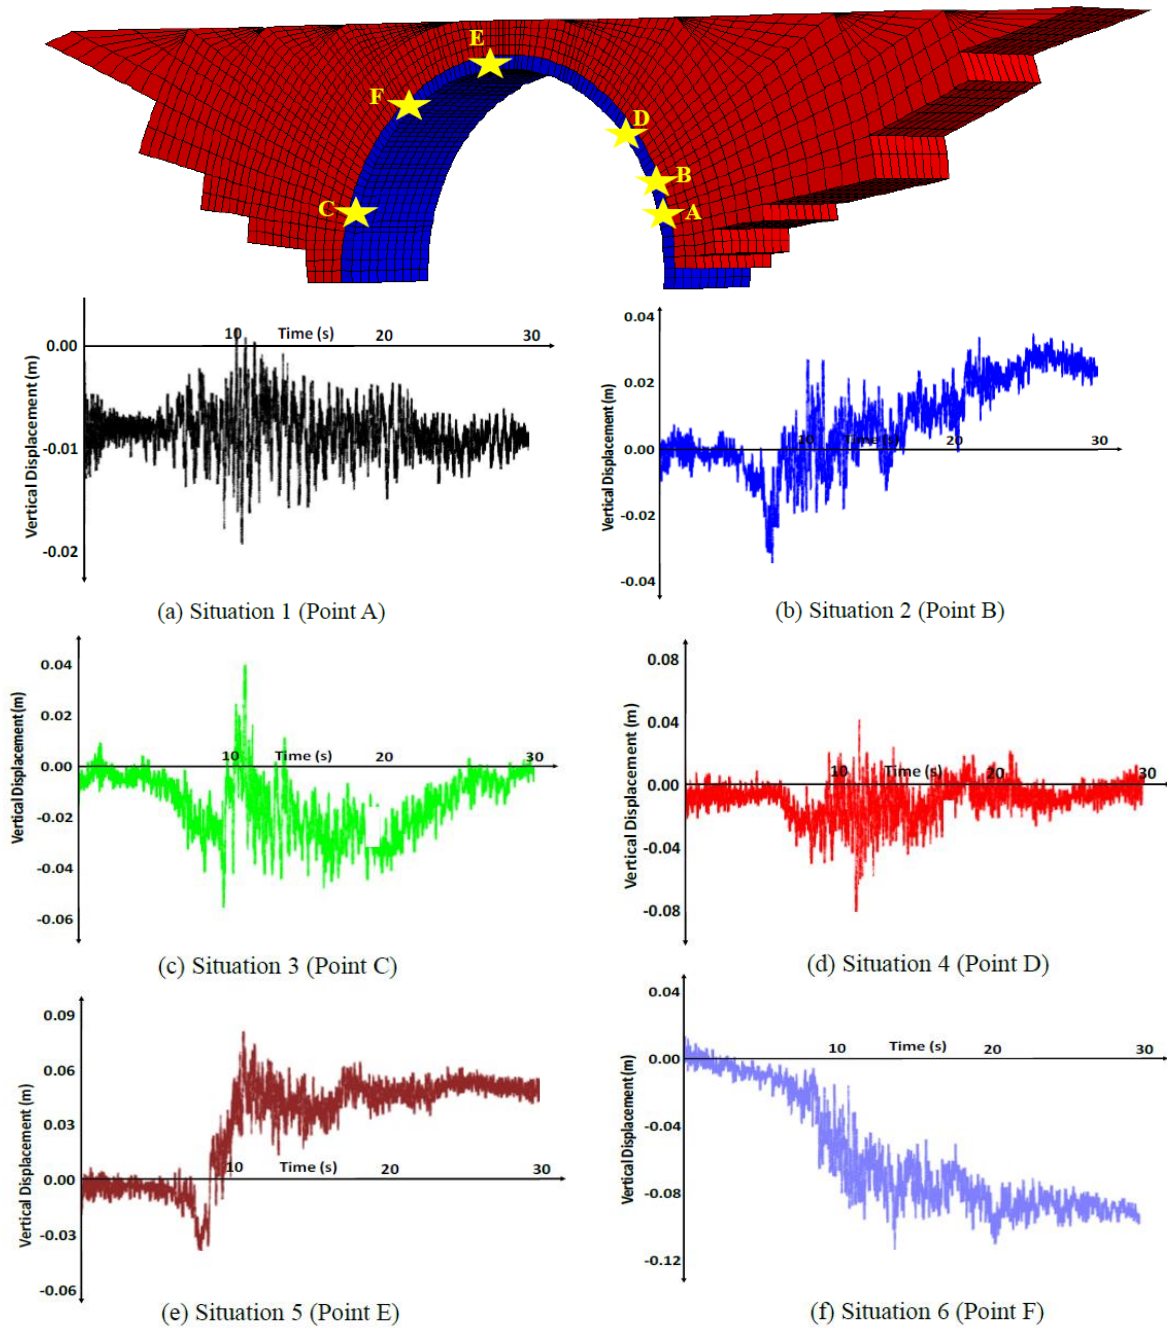 E
F
D
B
C
A
10
Time (s)
20
30
0.00
-0.01
-0.02
Vertical Displacement (m)
(a) Situation 1 (Point A)
0.04
0.02
0.00
-0.02
-0.04
10
Time (s)
20
30
Vertical Displacement (m)
(b) Situation 2 (Point B)
0.04
0.02
0.00
-0.02
-0.04
-0.06
10
Time (s)
20
30
Vertical Displacement (m)
(c) Situation 3 (Point C)
0.08
0.04
0.00
-0.04
-0.08
10
Time (s)
20
30
Vertical Displacement (m)
(d) Situation 4 (Point D)
0.09
0.06
0.03
0.00
-0.03
-0.06
10
Time (s)
20
30
Vertical Displacement (m)
(e) Situation 5 (Point E)
0.04
0.00
-0.04
-0.08
-0.12
10
Time (s)
20
30
Vertical Displacement (m)
(f) Situation 6 (Point F)